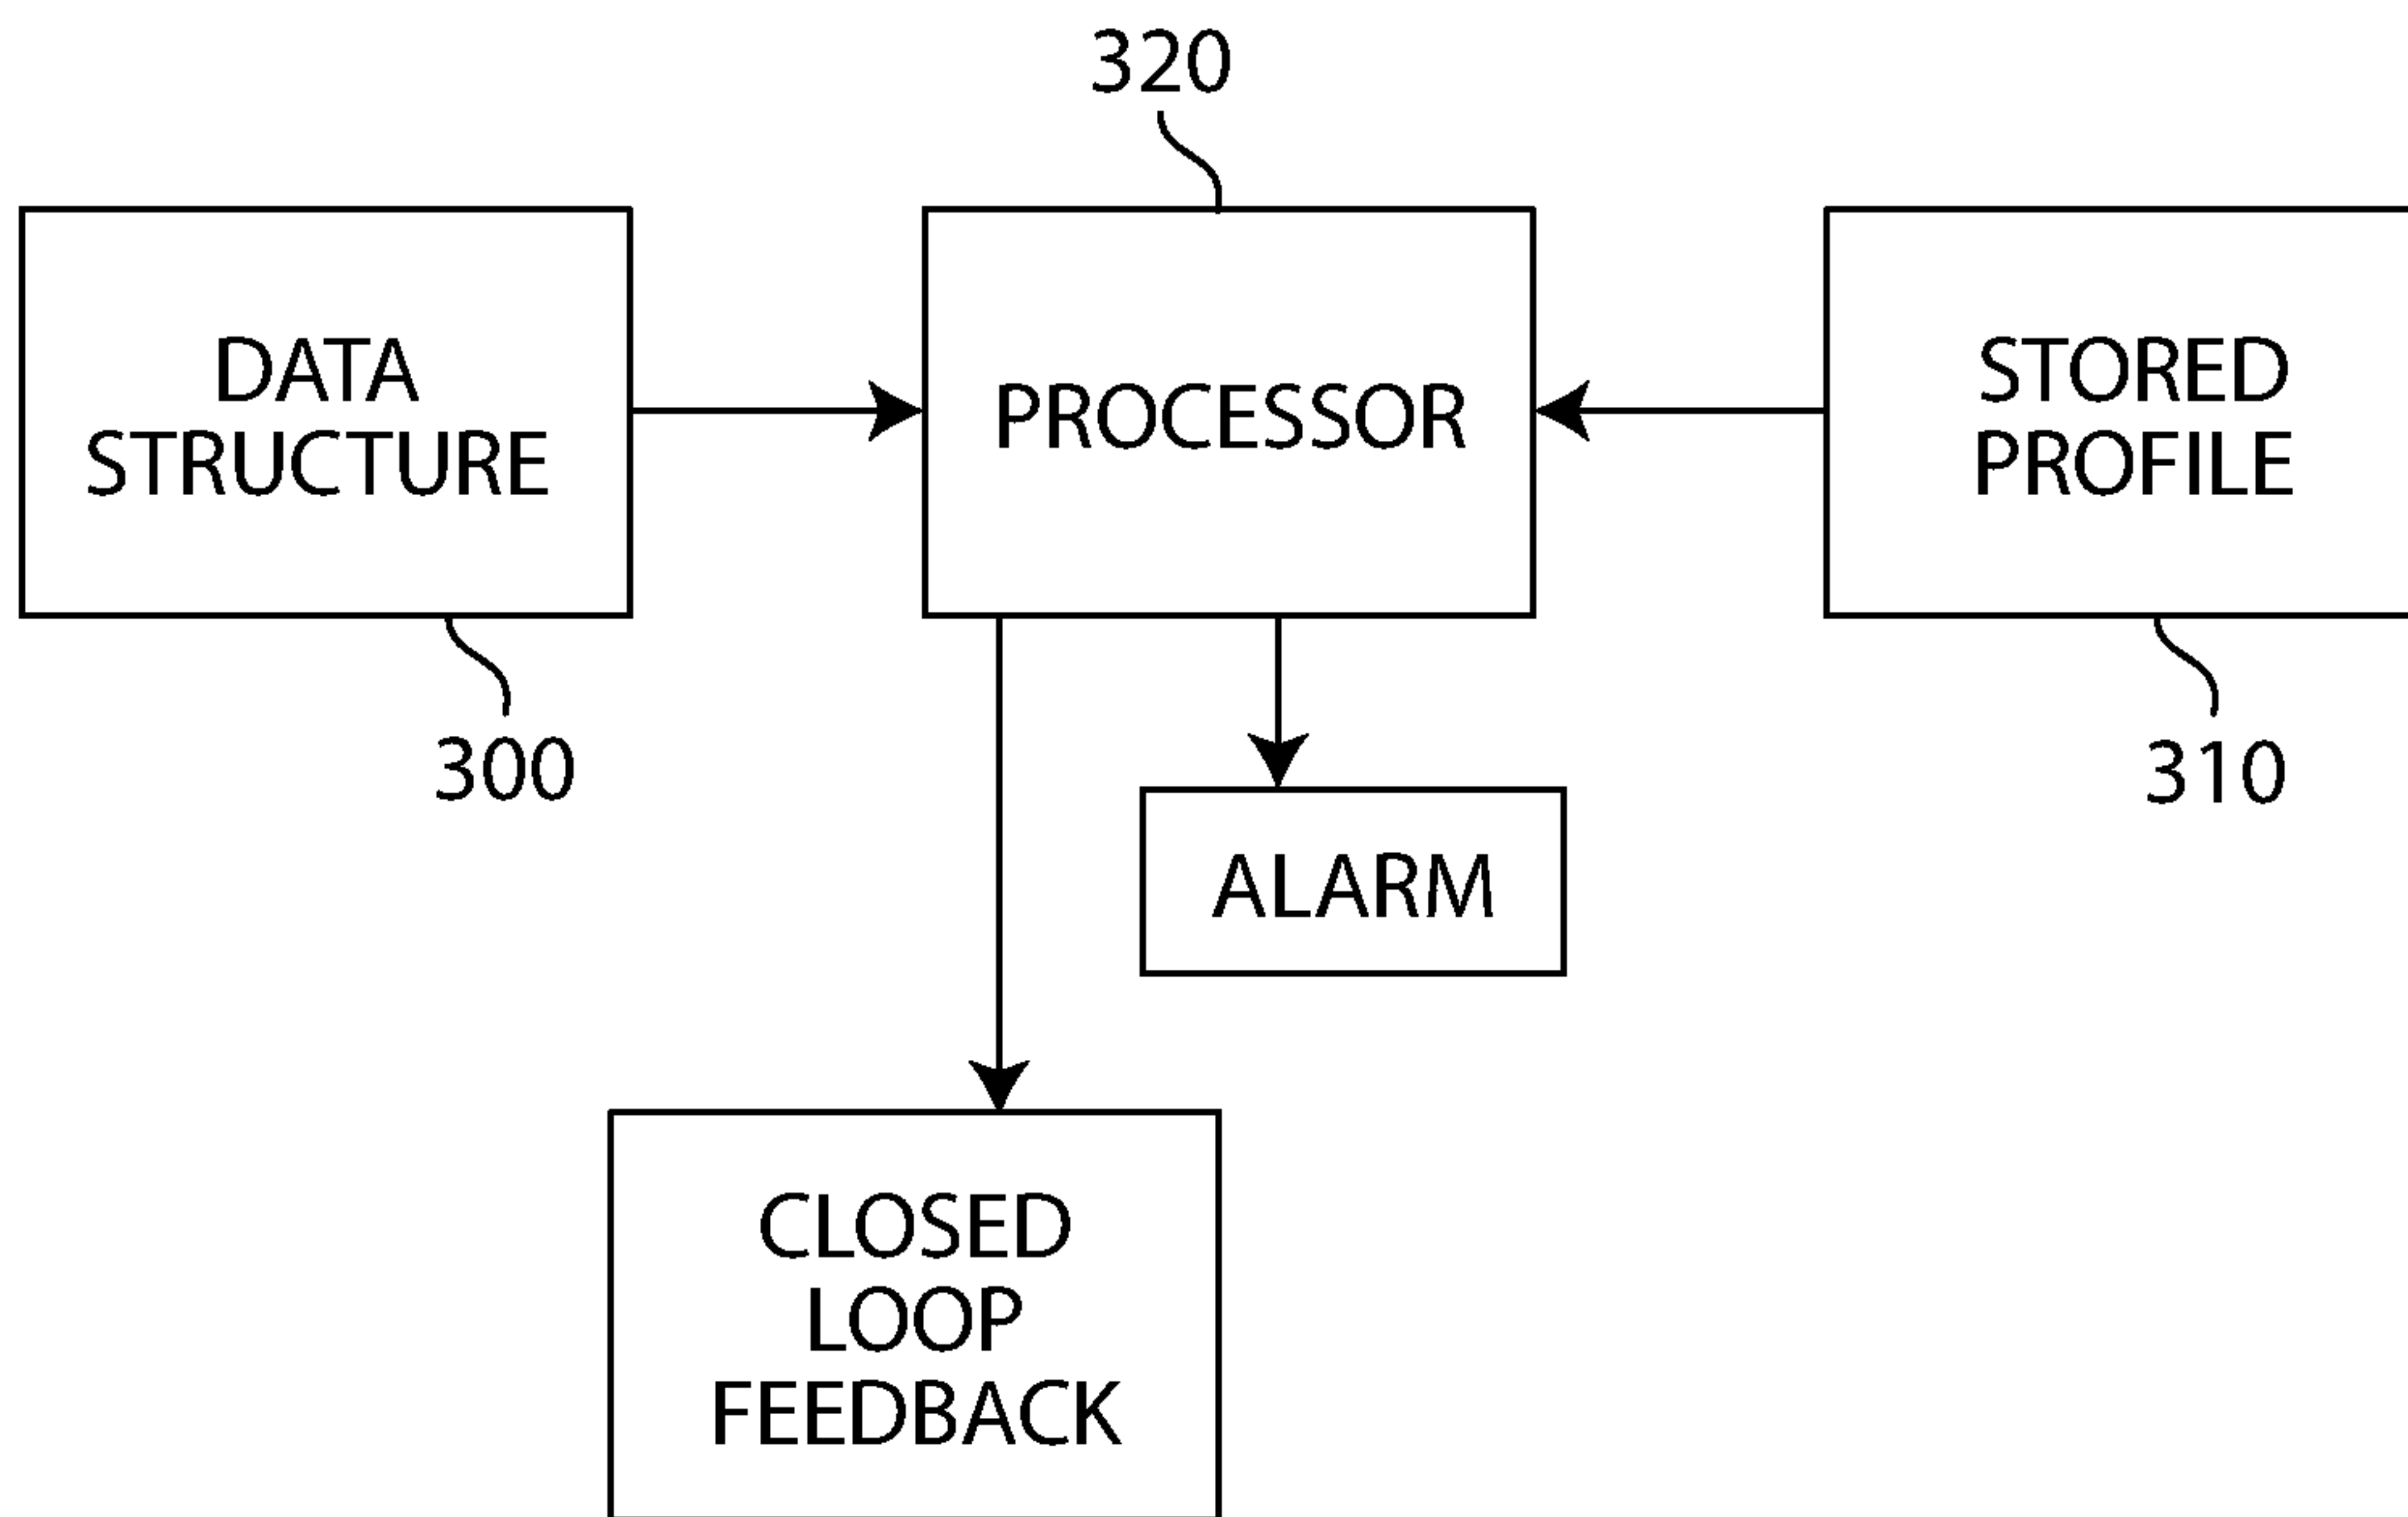 320
DATA
STRUCTURE
PROCESSOR
STORED
PROFILE
300
310
ALARM
CLOSED
LOOP
FEEDBACK